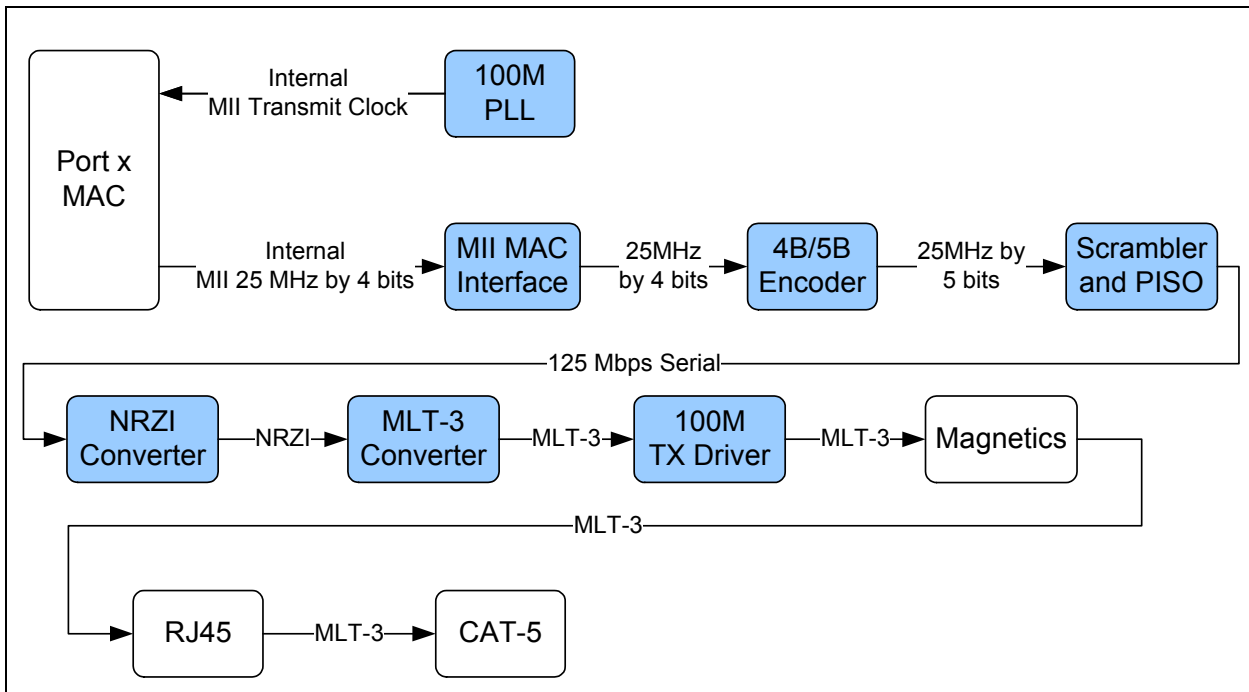 Internal
MII Transmit Clock
100M
PLL
Port x
MAC
Internal
MII 25 MHz by 4 bits
MII MAC
Interface
25MHz
by 4 bits
4B/5B
Encoder
25MHz by
5 bits
Scrambler
and PISO
125 Mbps Serial
NRZI
Converter
NRZI
MLT-3
Converter
MLT-3
100M
TX Driver
MLT-3
Magnetics
MLT-3
RJ45
MLT-3
CAT-5